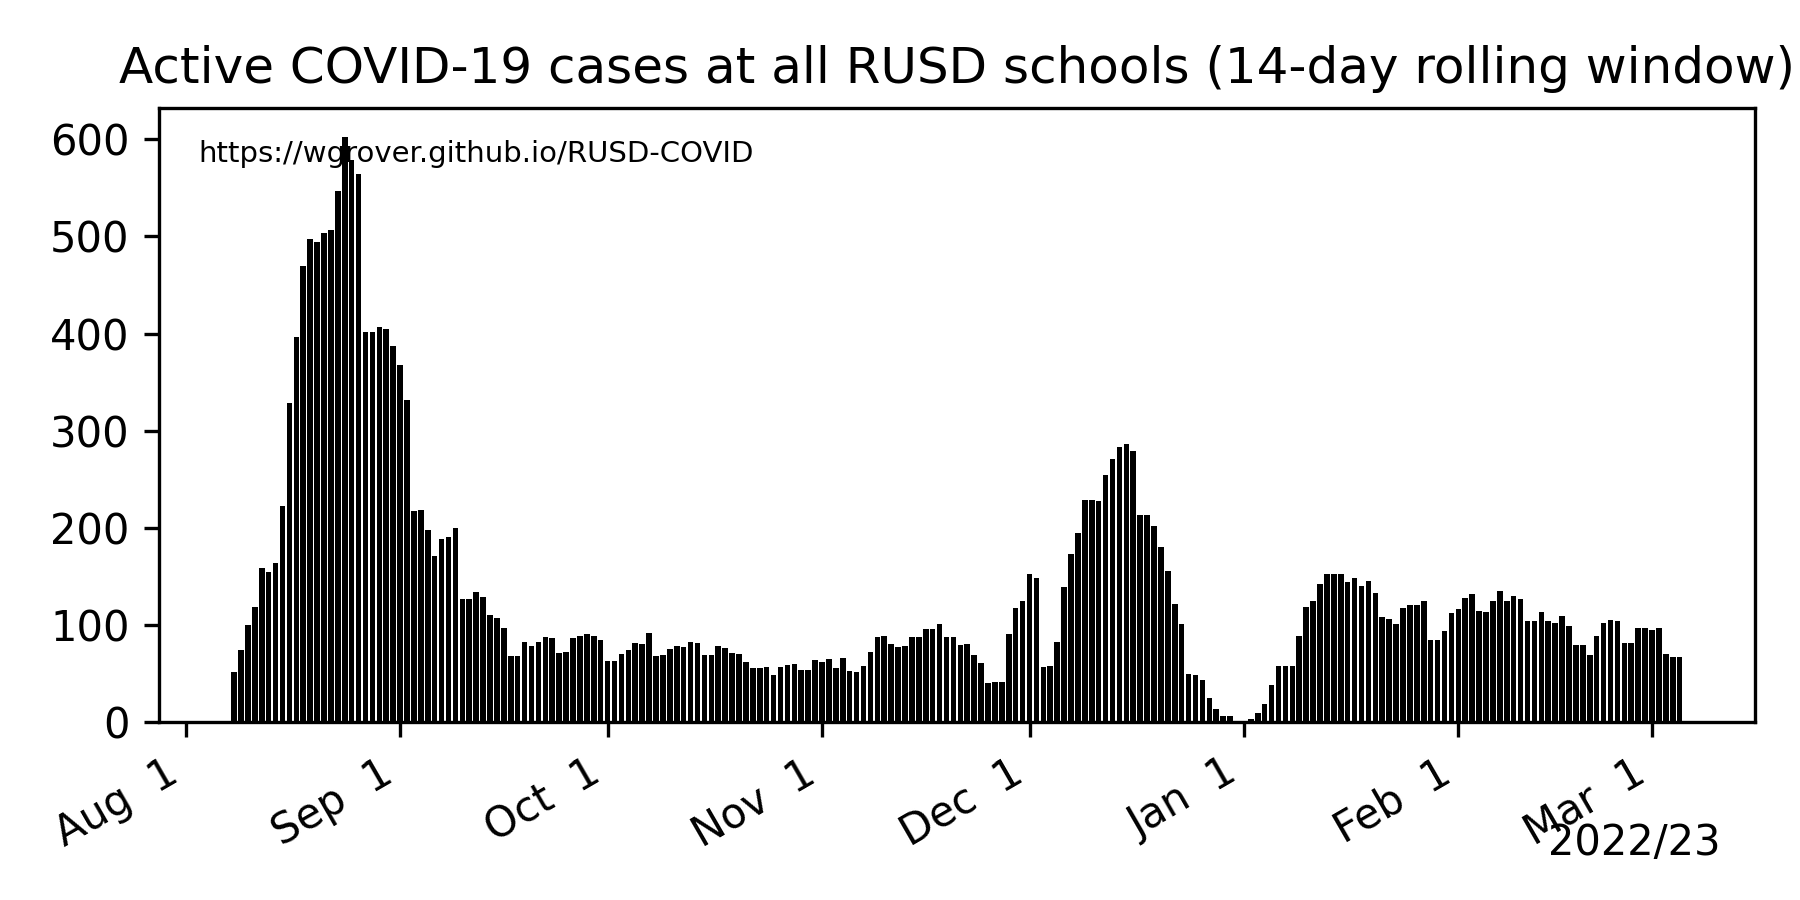 Active COVID-19 cases at all RUSD schools (14-day rolling window)
https://wgrover.github.io/RUSD-COVID
600
500
400
300
200
100
0
Aug 1
Sep 1
Oct 1
Nov 1
Dec 1
Jan 1
Feb 1
Mar 1
2022/23